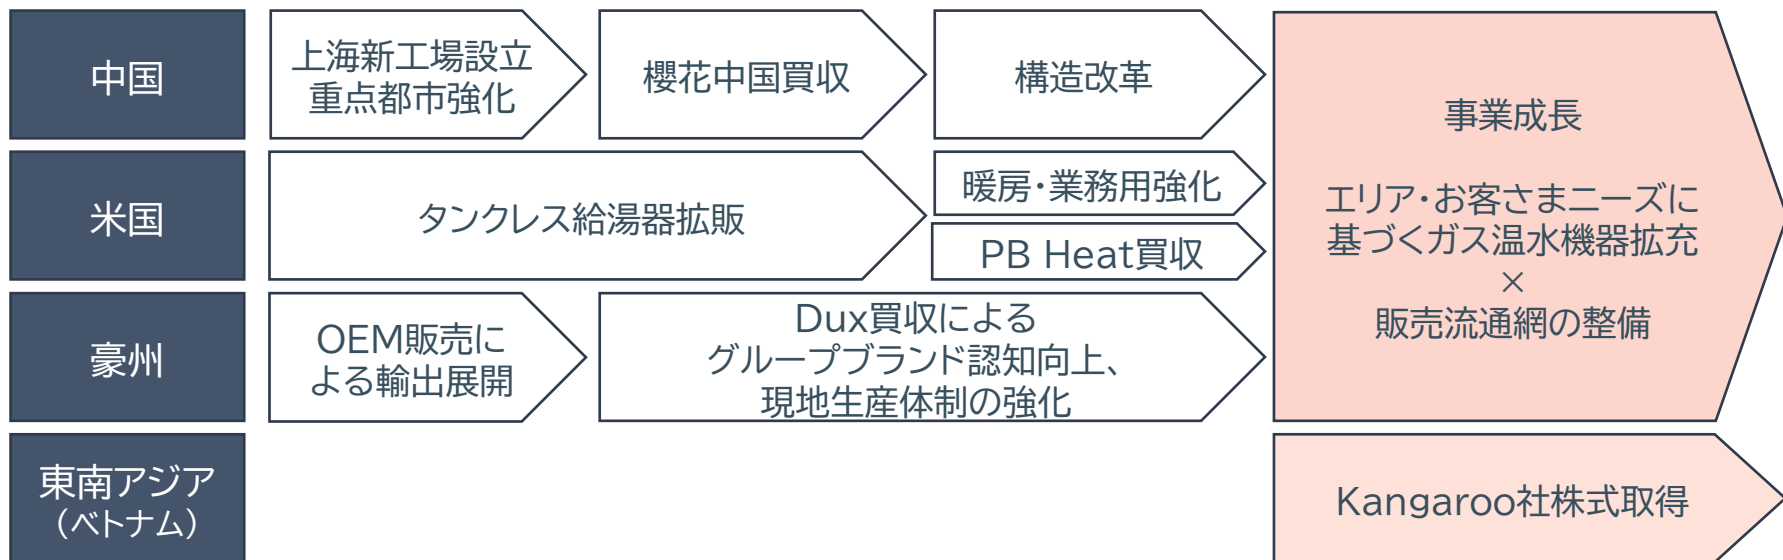 中国
上海新工場設立
重点都市強化
櫻花中国買収
構造改革
米国
タンクレス給湯器拡販
暖房・業務用強化
PB Heat買収
豪州
OEM販売に
よる輸出展開
Dux買収による
グループブランド認知向上、
現地生産体制の強化
事業成長
エリア・お客さまニーズに
基づくガス温水機器拡充
×
販売流通網の整備
東南アジア
（ベトナム）
Kangaroo社株式取得